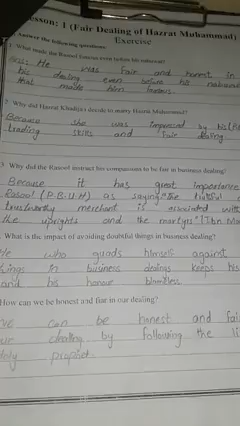 Lesson: 1 (Fair Dealing of Hazrat Muhammad)
Exercise
Answer the following questions:
1. What made the Rasool famous even before his
Ans. He was Fair and honest in
his dealing even before his
that made him famous.
2. Why did Hazrat Khadija decide to marry Hazrat Muhammad?
Because she was impressed by his
trading skills and fair dealing
3. Why did the Rasool instruct his companions to be fair in business dealing?
Because it has great importance
Rasool (P.B.U.H) as saying "the
trustworthy merchant is associated with
the uprights and the martyrs"
What is the impact of avoiding doubtful things in business dealing?
He who guads himself against
things in business dealings keeps his
and his honour blameless.
How can we be honest and fiar in our dealing?
we can be honest and fair
our dealing by following the
Holy prophet